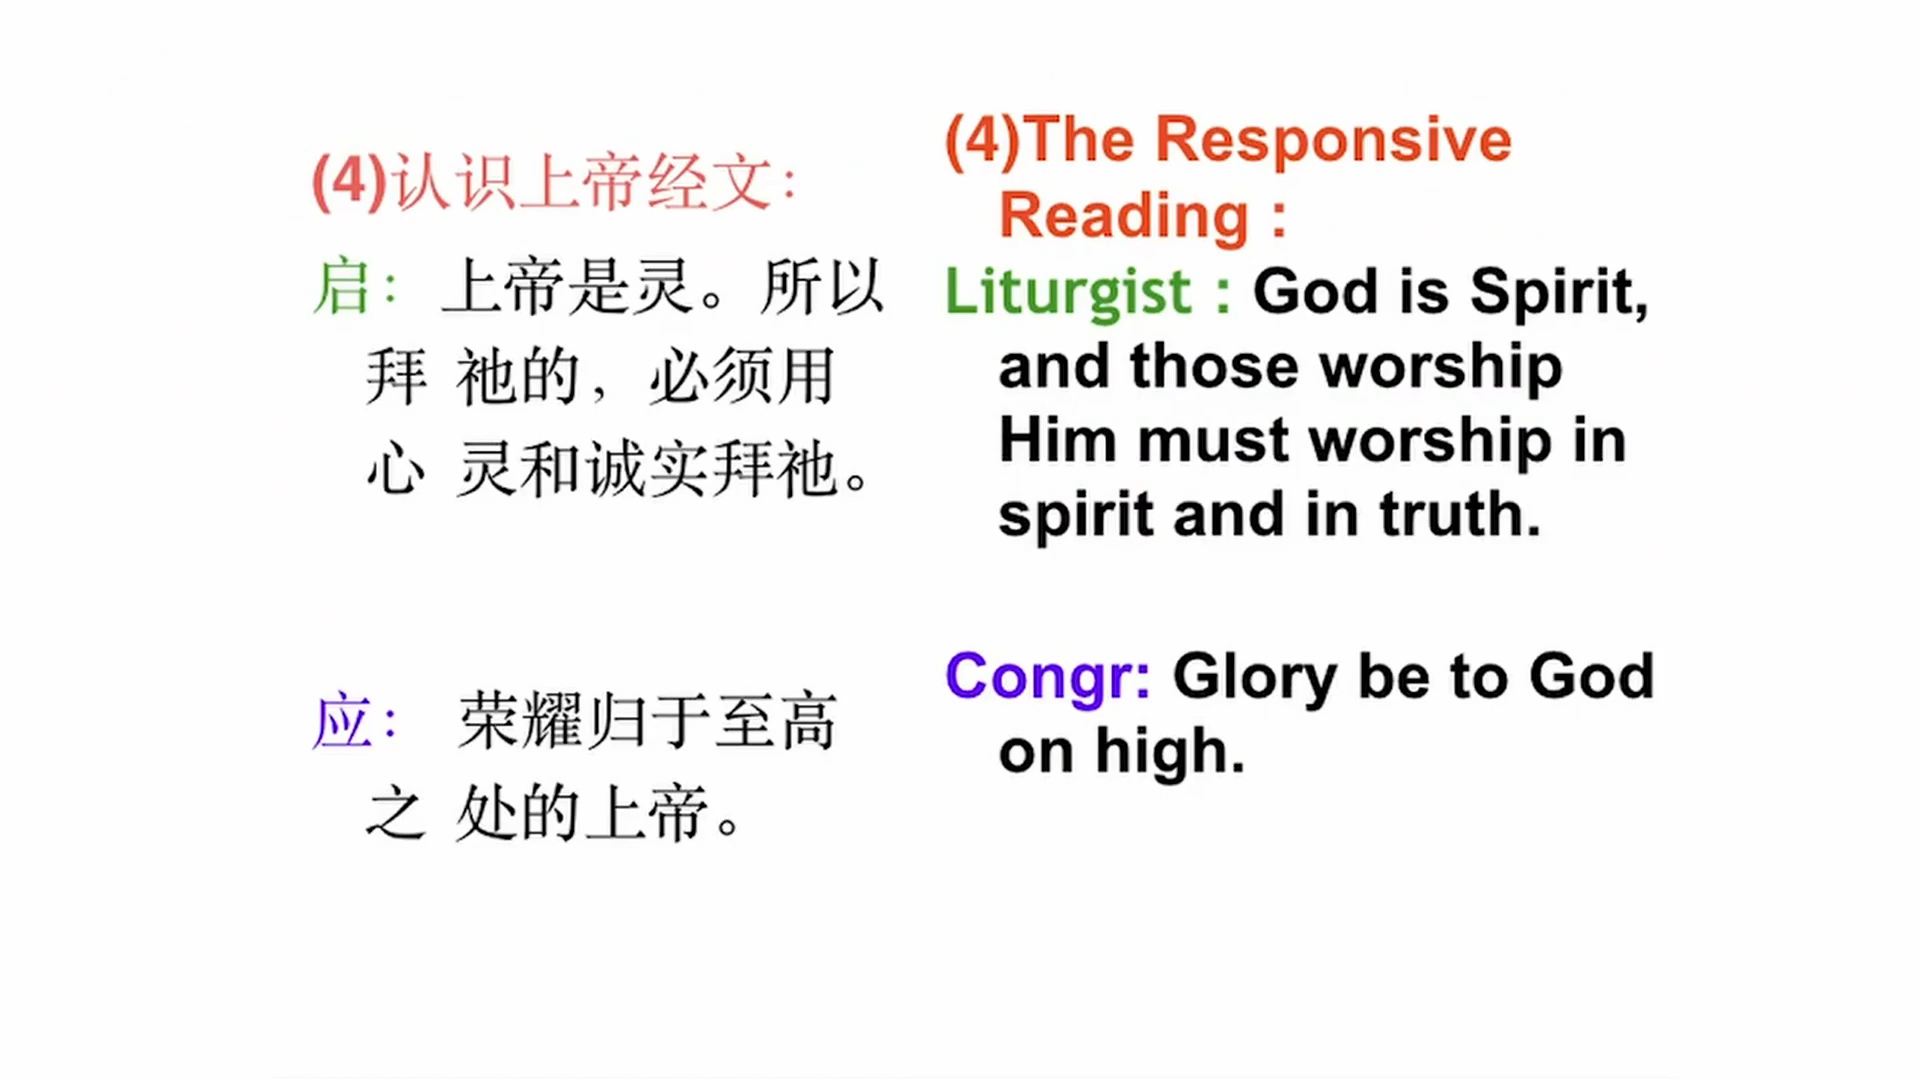 (4)认识上帝经文：
启： 上帝是灵。所以
拜 祂的，必须用
心 灵和诚实拜祂。
应： 荣耀归于至高
之 处的上帝。
(4)The Responsive
Reading :
Liturgist : God is Spirit,
and those worship
Him must worship in
spirit and in truth.
Congr: Glory be to God
on high.